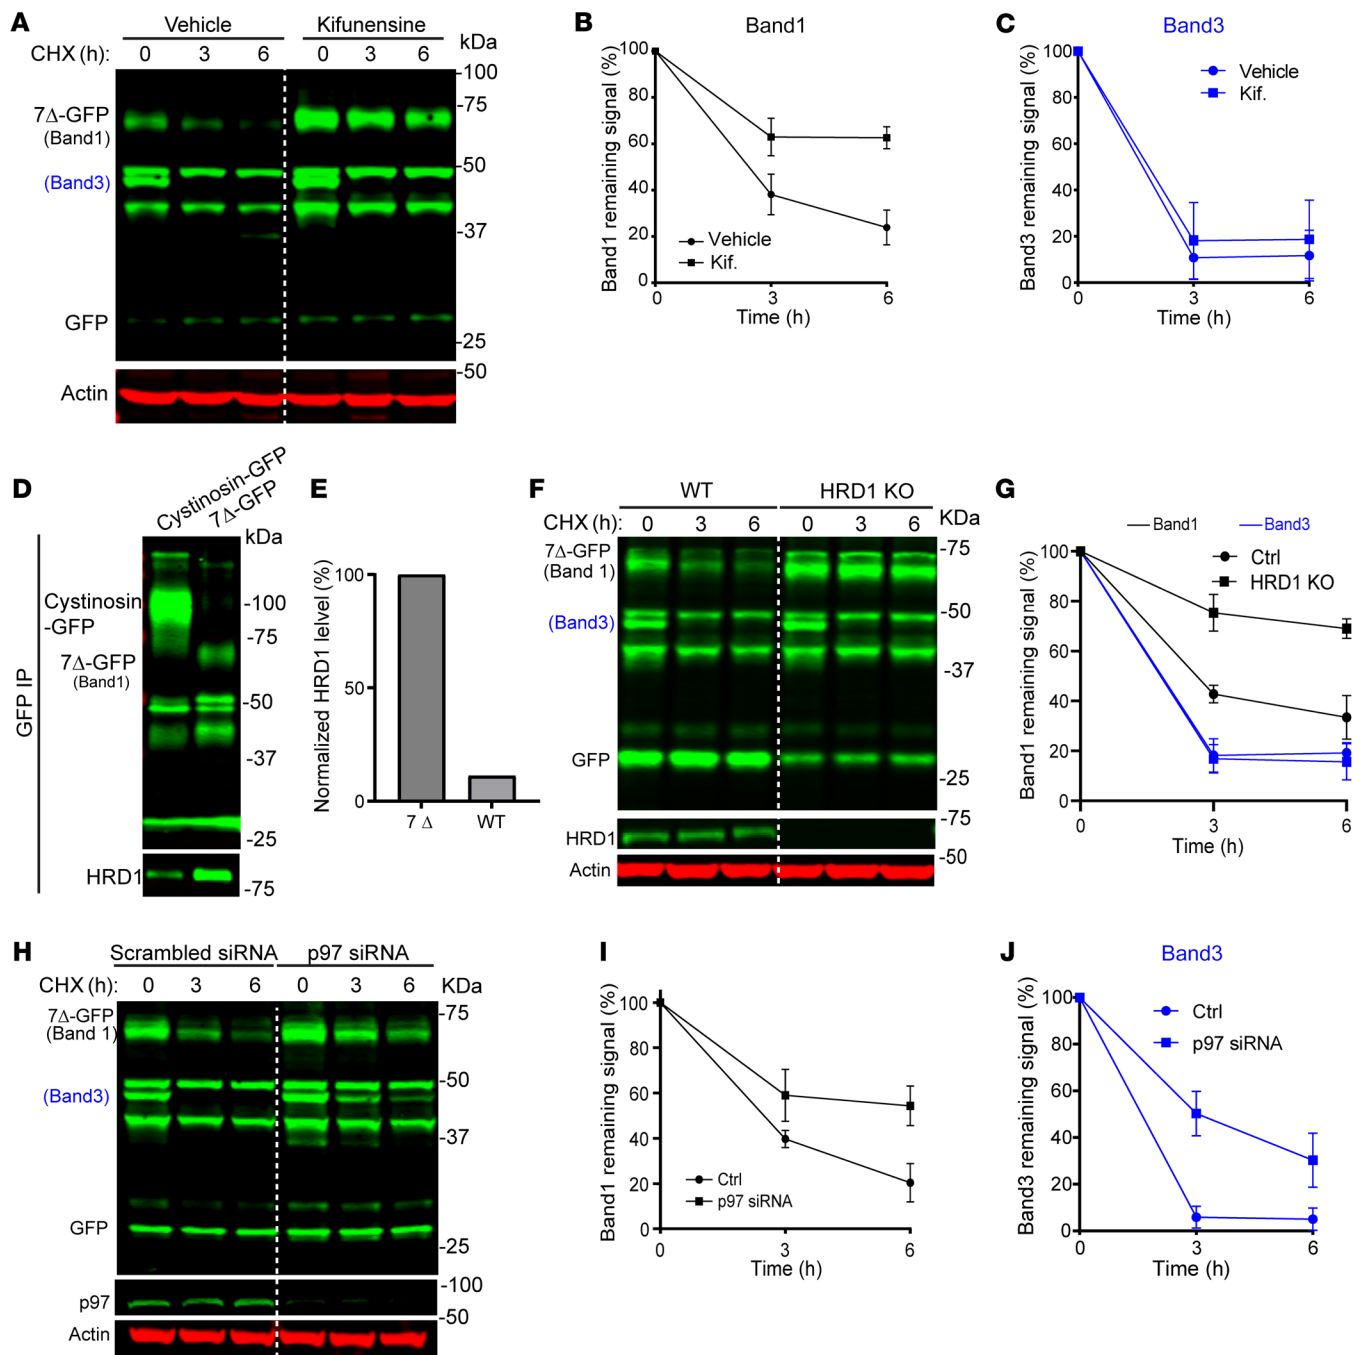 A
Vehicle
Kifunensine
CHX (h):
0
3
6
0
3
6
kDa
-100
-75
-50
-37
-25
-50
7Δ-GFP
(Band1)
(Band3)
GFP
Actin
B
Band1
Band1 remaining signal (%)
100
80
60
40
20
0
Vehicle
Kif.
0
3
6
Time (h)
C
Band3
Band3 remaining signal (%)
100
80
60
40
20
0
Vehicle
Kif.
0
3
6
Time (h)
D
Cystinosin-GFP
7Δ-GFP
kDa
GFP IP
Cystinosin
-GFP
7Δ-GFP
(Band1)
-100
-75
-50
-37
-25
HRD1
-75
E
Normalized HRD1 level (%)
100
50
0
7 Δ
WT
F
WT
HRD1 KO
CHX (h):
0
3
6
0
3
6
KDa
7Δ-GFP
(Band 1)
(Band3)
GFP
-75
-50
-37
-25
-75
-50
HRD1
Actin
G
Band1
Band3
Ctrl
HRD1 KO
Band1 remaining signal (%)
100
80
60
40
20
0
0
3
6
Time (h)
H
Scrambled siRNA
p97 siRNA
CHX (h):
0
3
6
0
3
6
KDa
7Δ-GFP
(Band 1)
(Band3)
GFP
-75
-50
-37
-25
-100
-50
p97
Actin
I
Band1 remaining signal (%)
100
80
60
40
20
0
Ctrl
p97 siRNA
0
3
6
Time (h)
J
Band3
Band3 remaining signal (%)
100
80
60
40
20
0
Ctrl
p97 siRNA
0
3
6
Time (h)